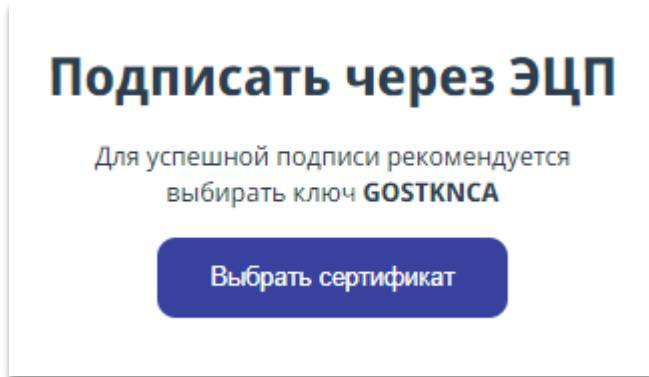 Подписать через ЭЦП
Для успешной подписи рекомендуется
выбирать ключ GOSTKNCA
Выбрать сертификат